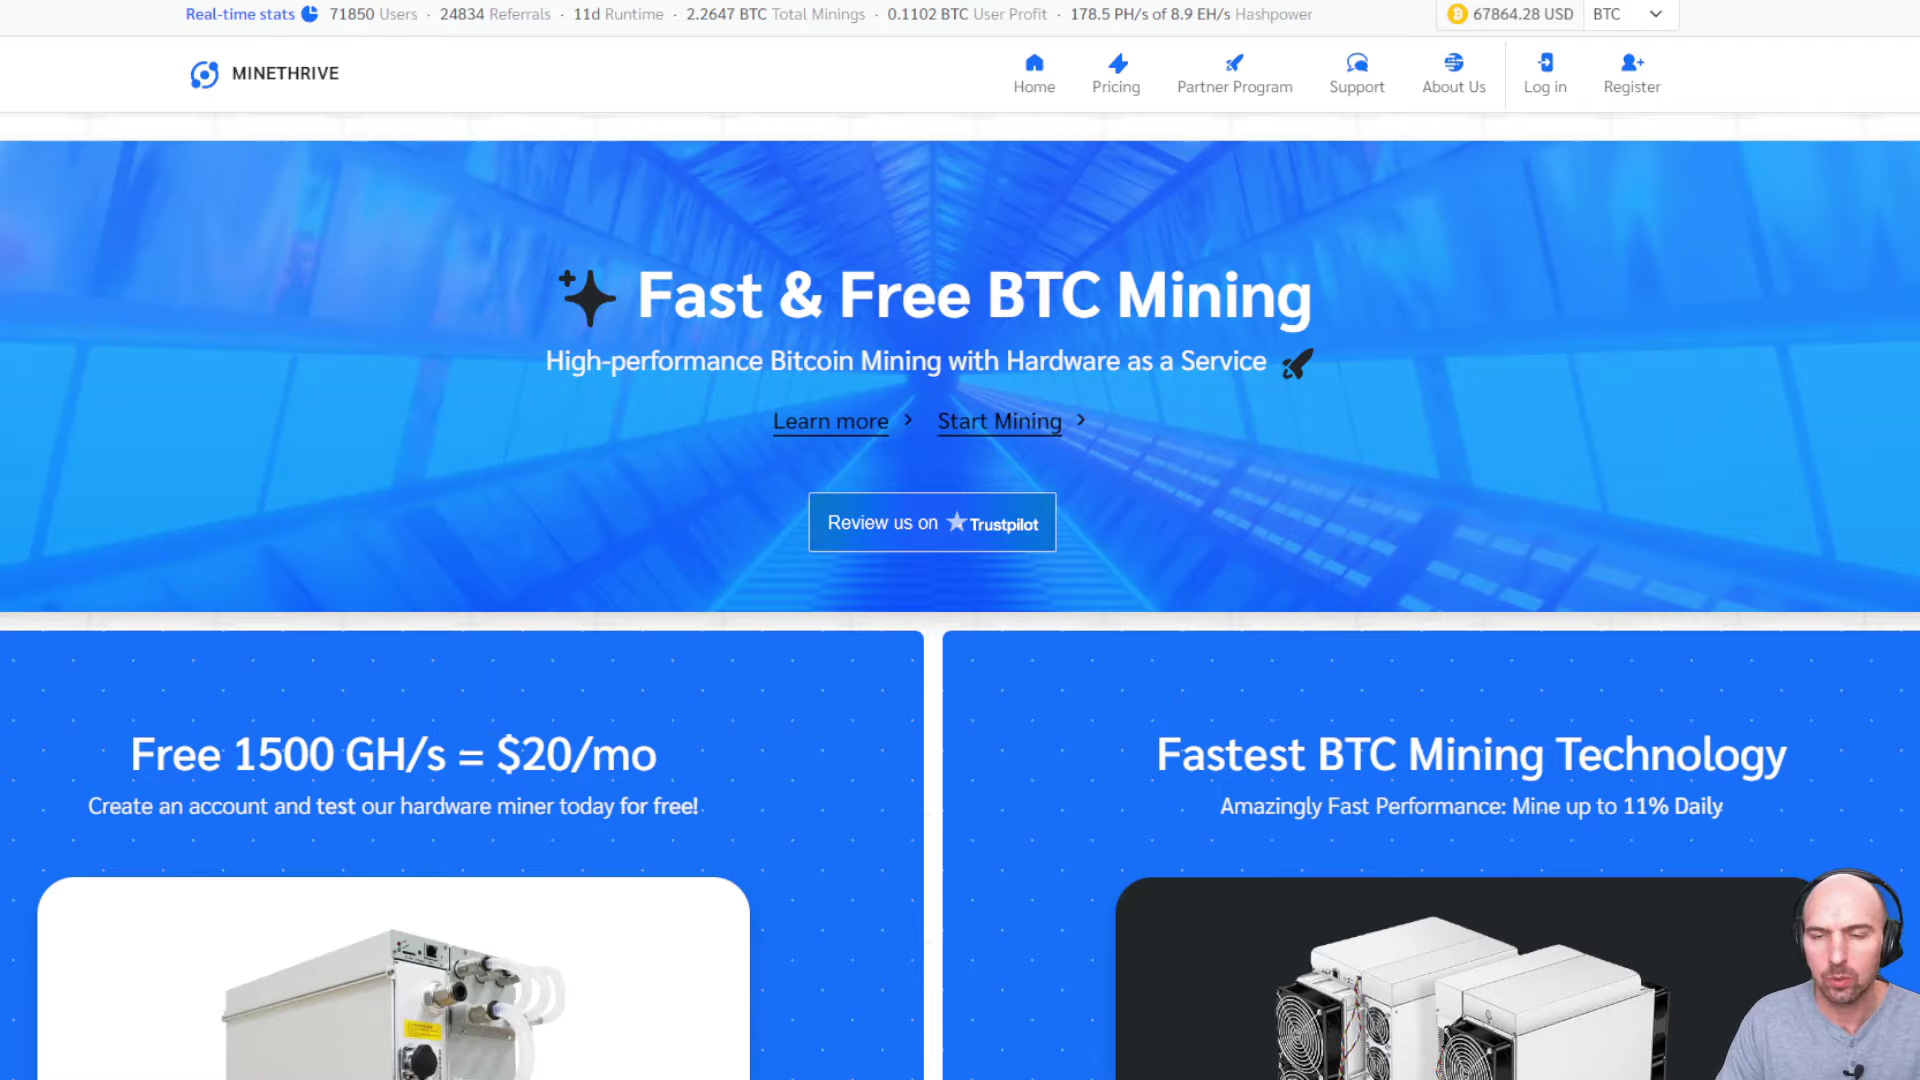 Real-time stats 71850 Users · 24834 Referrals · 11d Runtime · 2.2647 BTC Total Minings · 0.1102 BTC User Profit · 178.5 PH/s of 8.9 EH/s Hashpower 67864.28 USD BTC
MINETHRIVE
Home Pricing Partner Program Support About Us Log in Register
Fast & Free BTC Mining
High-performance Bitcoin Mining with Hardware as a Service
Learn more Start Mining
Review us on Trustpilot
Free 1500 GH/s = $20/mo
Create an account and test our hardware miner today for free!
Fastest BTC Mining Technology
Amazingly Fast Performance: Mine up to 11% Daily